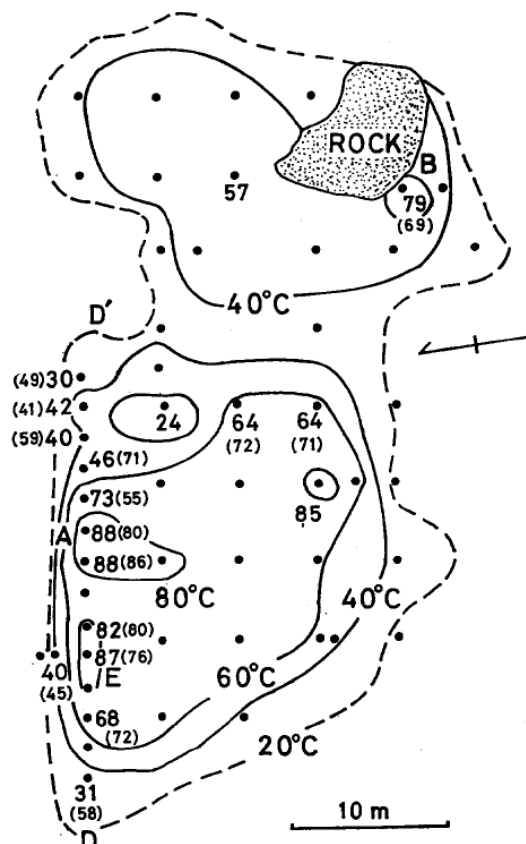 ROCK
B
57
79
(69)
40°C
D'
(49)30
(41)42
24
64
64
(59)40
(72)
(71)
46(71)
73(55)
85
A
88(80)
88(86)
80°C
40°C
82(80)
87(76)
40
E
60°C
(45)
68
(72)
20°C
31
(58)
10 m
D